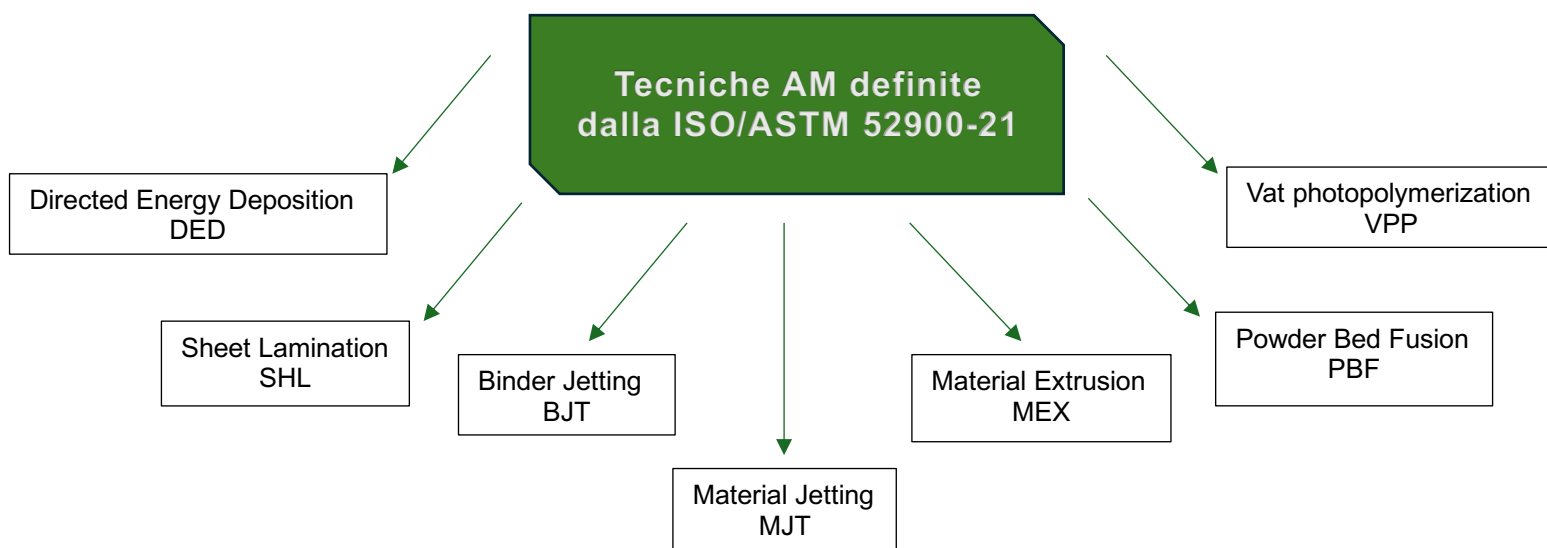 Tecniche AM definite
dalla ISO/ASTM 52900-21
Directed Energy Deposition
DED
Sheet Lamination
SHL
Binder Jetting
BJT
Material Jetting
MJT
Material Extrusion
MEX
Powder Bed Fusion
PBF
Vat photopolymerization
VPP